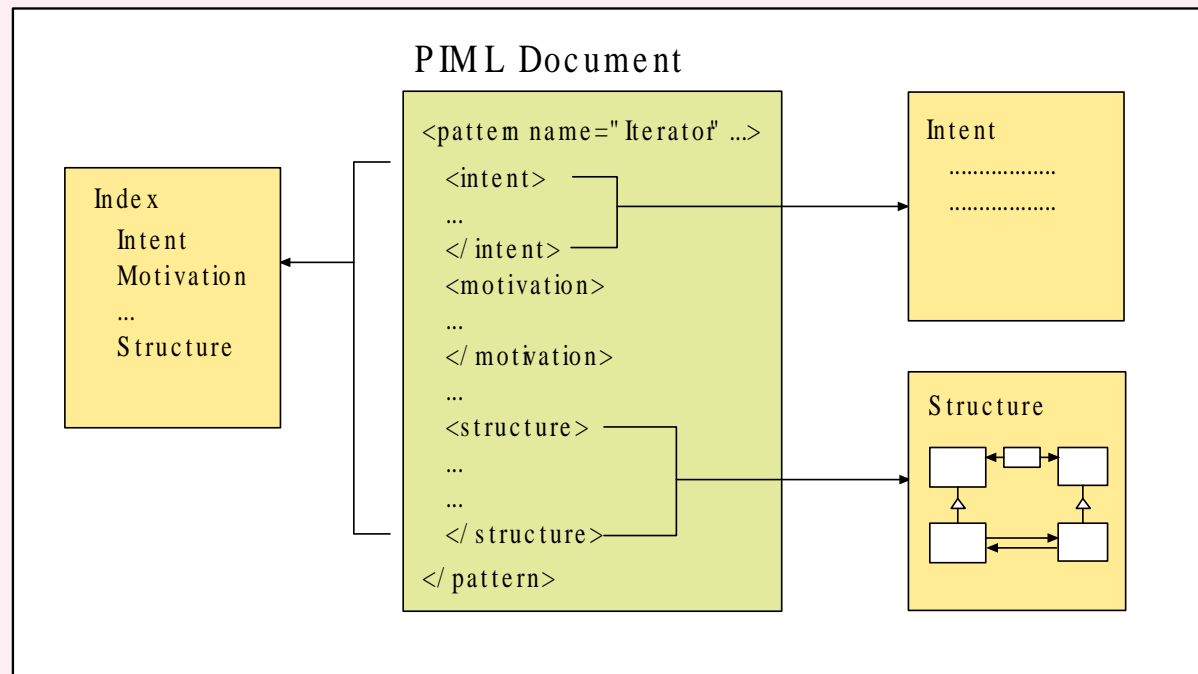 PIML Document
Index
Intent
Motivation
...
Structure
<pattern name="Iterator" ...>
<intent>
...
</intent>
<motivation>
...
</motivation>
...
<structure>
...
...
</structure>
</pattern>
Intent
..................
..................
Structure